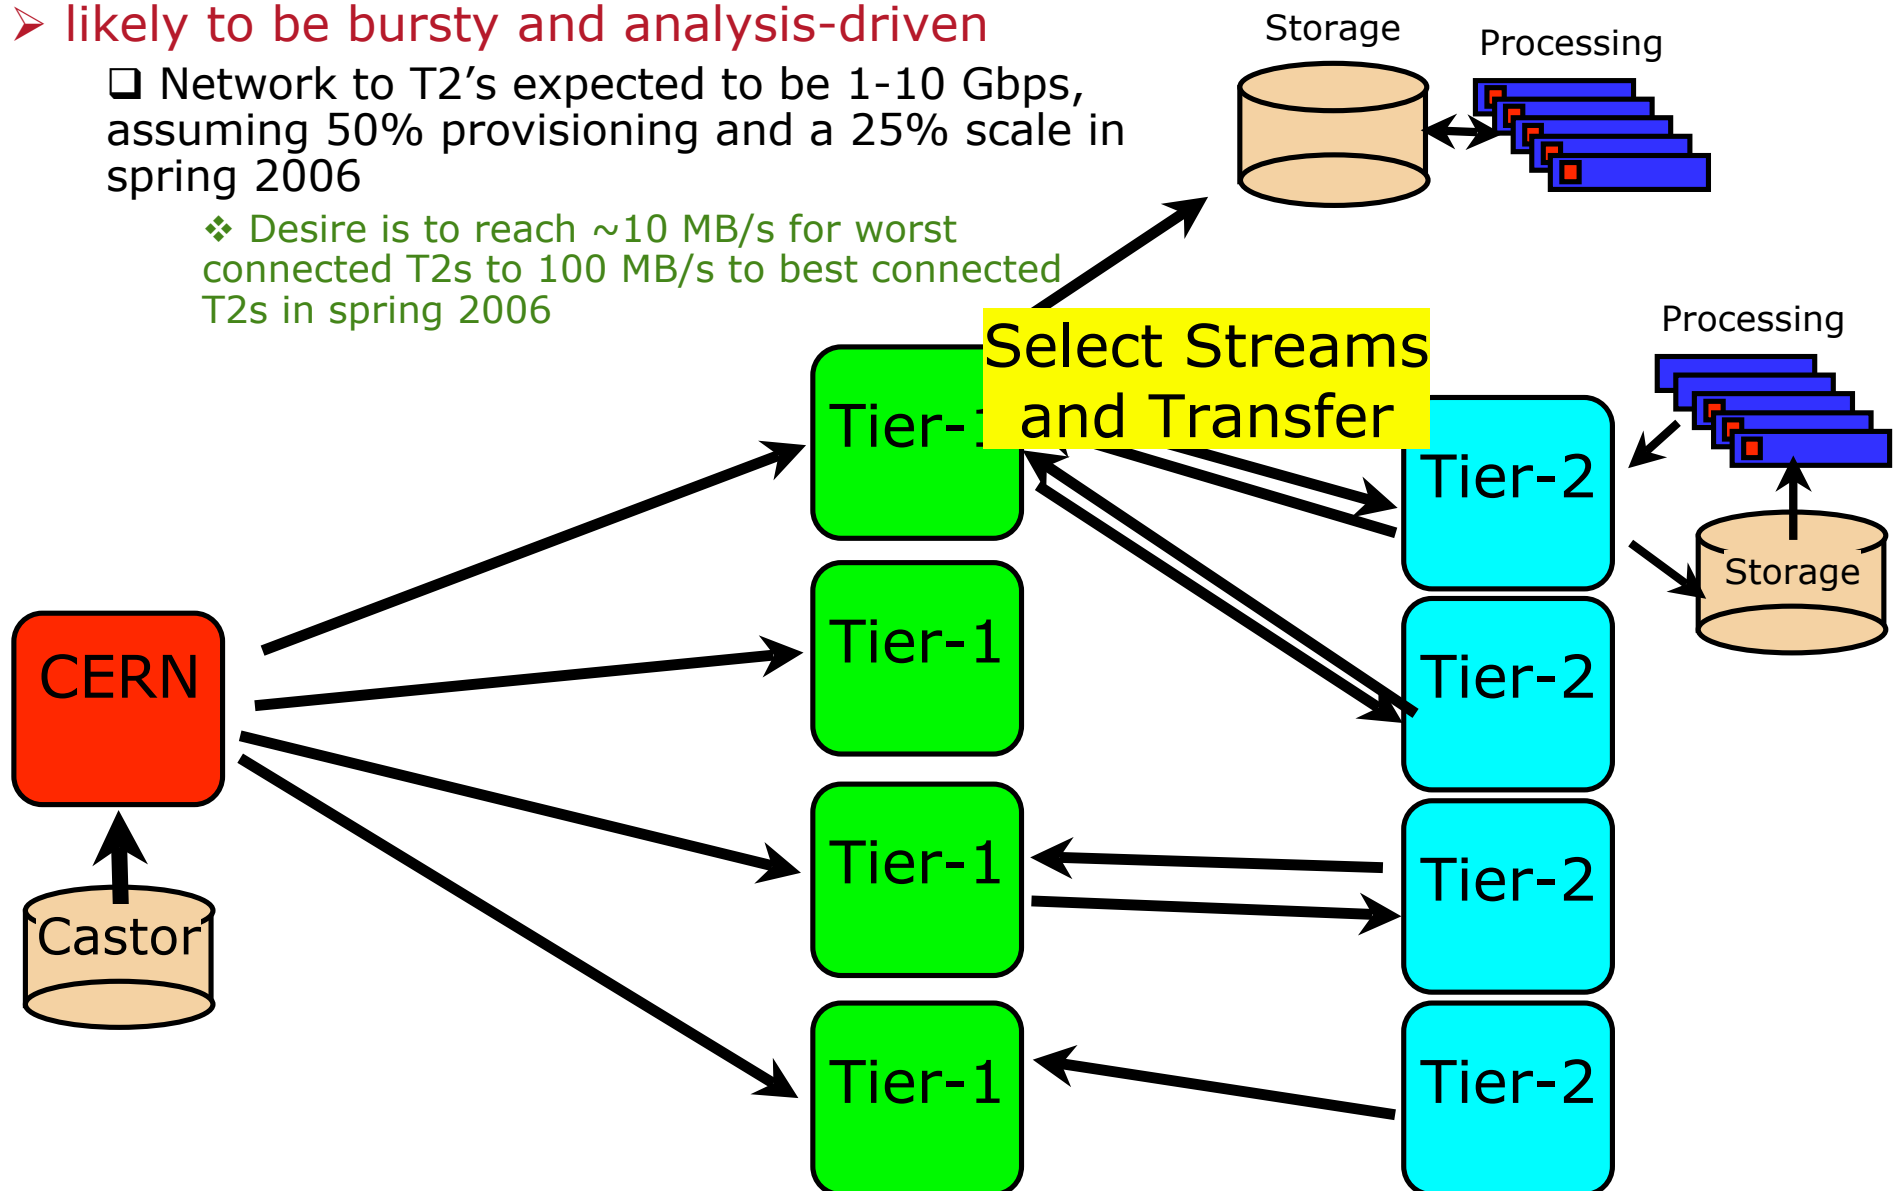 ➢ likely to be bursty and analysis-driven
❑ Network to T2’s expected to be 1-10 Gbps,
assuming 50% provisioning and a 25% scale in
spring 2006
❖ Desire is to reach ~10 MB/s for worst
connected T2s to 100 MB/s to best connected
T2s in spring 2006
Storage
Processing
Processing
Select Streams
and Transfer
Tier-1
Tier-2
Storage
Tier-1
Tier-2
CERN
Tier-1
Tier-2
Castor
Tier-1
Tier-2